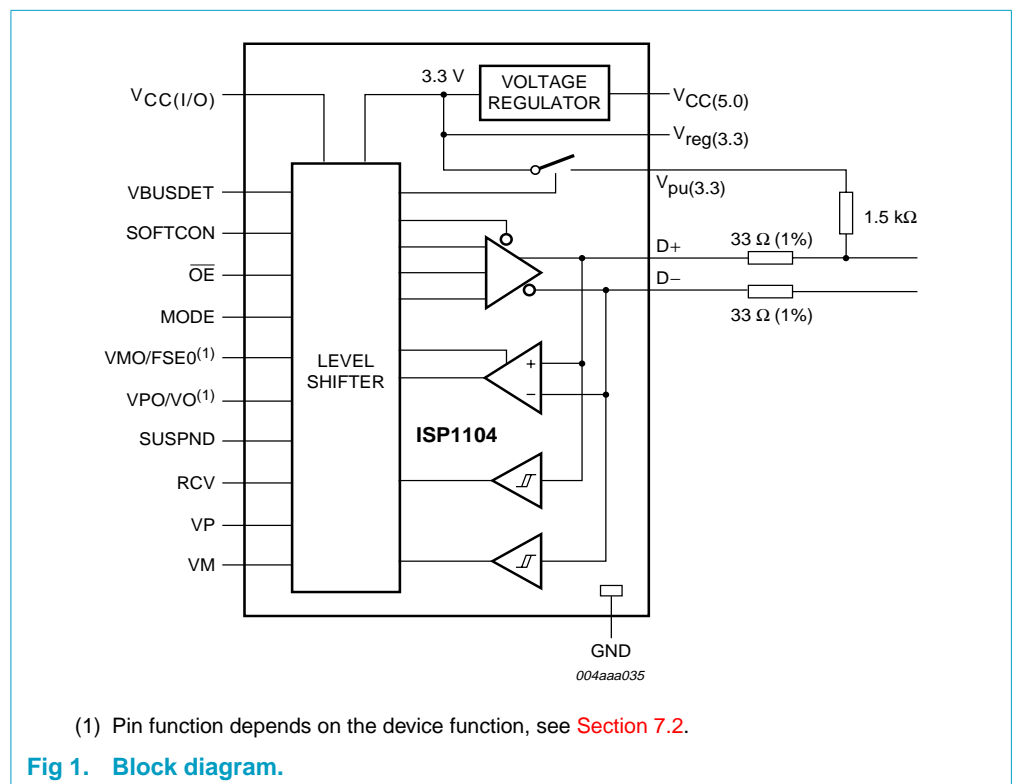 3.3 V
VOLTAGE
REGULATOR
VCC(I/O)
VCC(5.0)
Vreg(3.3)
Vpu(3.3)
VBUSDET
SOFTCON
OE
MODE
VMO/FSE0(1)
VPO/VO(1)
SUSPND
RCV
VP
VM
LEVEL
SHIFTER
1.5 kΩ
D+
33 Ω (1%)
D−
33 Ω (1%)
+
−
ISP1104
GND
004aaa035
(1) Pin function depends on the device function, see Section 7.2.
Fig 1. Block diagram.